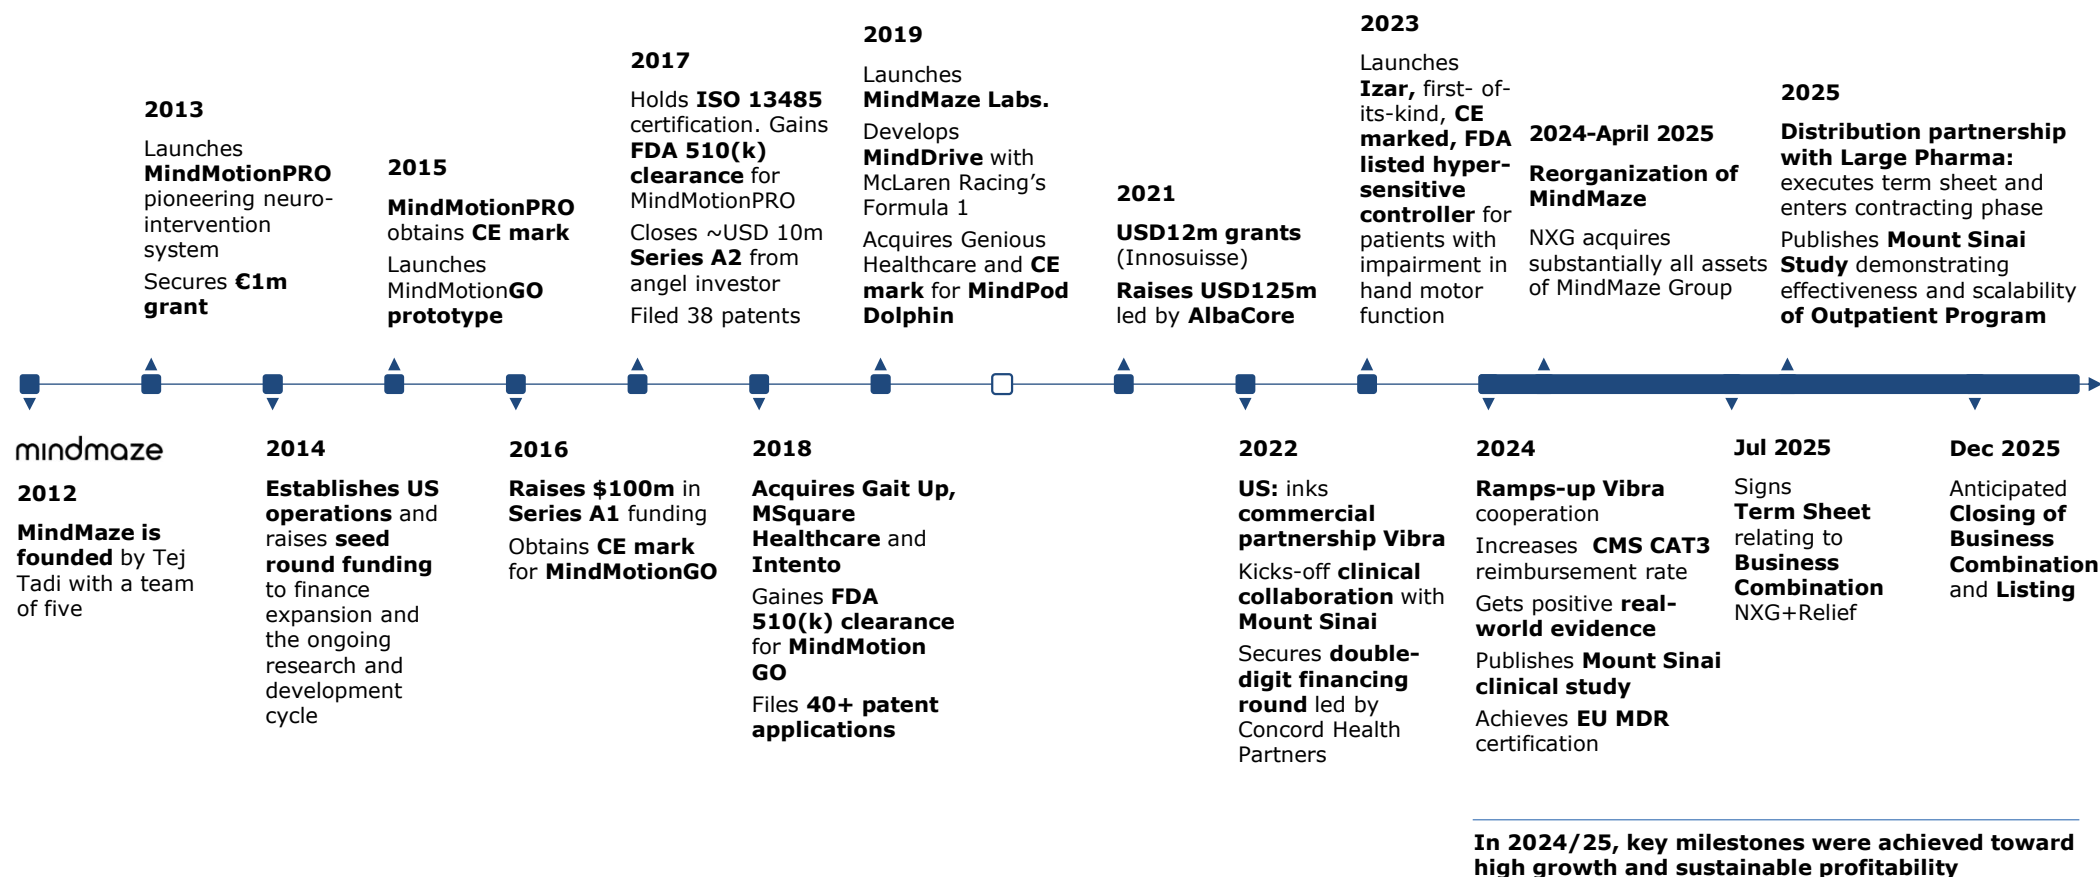 2013
Launches
MindMotionPRO
pioneering neuro-
intervention
system
Secures €1m
grant
2015
MindMotionPRO
obtains CE mark
Launches
MindMotionGO
prototype
2017
Holds ISO 13485
certification. Gains
FDA 510(k)
clearance for
MindMotionPRO
Closes ~USD 10m
Series A2 from
angel investor
Filed 38 patents
2019
Launches
MindMaze Labs.
Develops
MindDrive with
McLaren Racing’s
Formula 1
Acquires Genious
Healthcare and CE
mark for MindPod
Dolphin
2021
USD12m grants
(Innosuisse)
Raises USD125m
led by AlbaCore
2023
Launches
Izar, first- of-
its-kind, CE
marked, FDA
listed hyper-
sensitive
controller for
patients with
impairment in
hand motor
function
2024-April 2025
Reorganization of
MindMaze
NXG acquires
substantially all assets
of MindMaze Group
2025
Distribution partnership
with Large Pharma:
executes term sheet and
enters contracting phase
Publishes Mount Sinai
Study demonstrating
effectiveness and scalability
of Outpatient Program
mindmaze
2012
MindMaze is
founded by Tej
Tadi with a team
of five
2014
Establishes US
operations and
raises seed
round funding
to finance
expansion and
the ongoing
research and
development
cycle
2016
Raises $100m in
Series A1 funding
Obtains CE mark
for MindMotionGO
2018
Acquires Gait Up,
MSquare
Healthcare and
Intento
Gaines FDA
510(k) clearance
for MindMotion
GO
Files 40+ patent
applications
2022
US: inks
commercial
partnership Vibra
Kicks-off clinical
collaboration with
Mount Sinai
Secures double-
digit financing
round led by
Concord Health
Partners
2024
Ramps-up Vibra
cooperation
Increases CMS CAT3
reimbursement rate
Gets positive real-
world evidence
Publishes Mount Sinai
clinical study
Achieves EU MDR
certification
Jul 2025
Signs
Term Sheet
relating to
Business
Combination
NXG+Relief
Dec 2025
Anticipated
Closing of
Business
Combination
and Listing
In 2024/25, key milestones were achieved toward
high growth and sustainable profitability